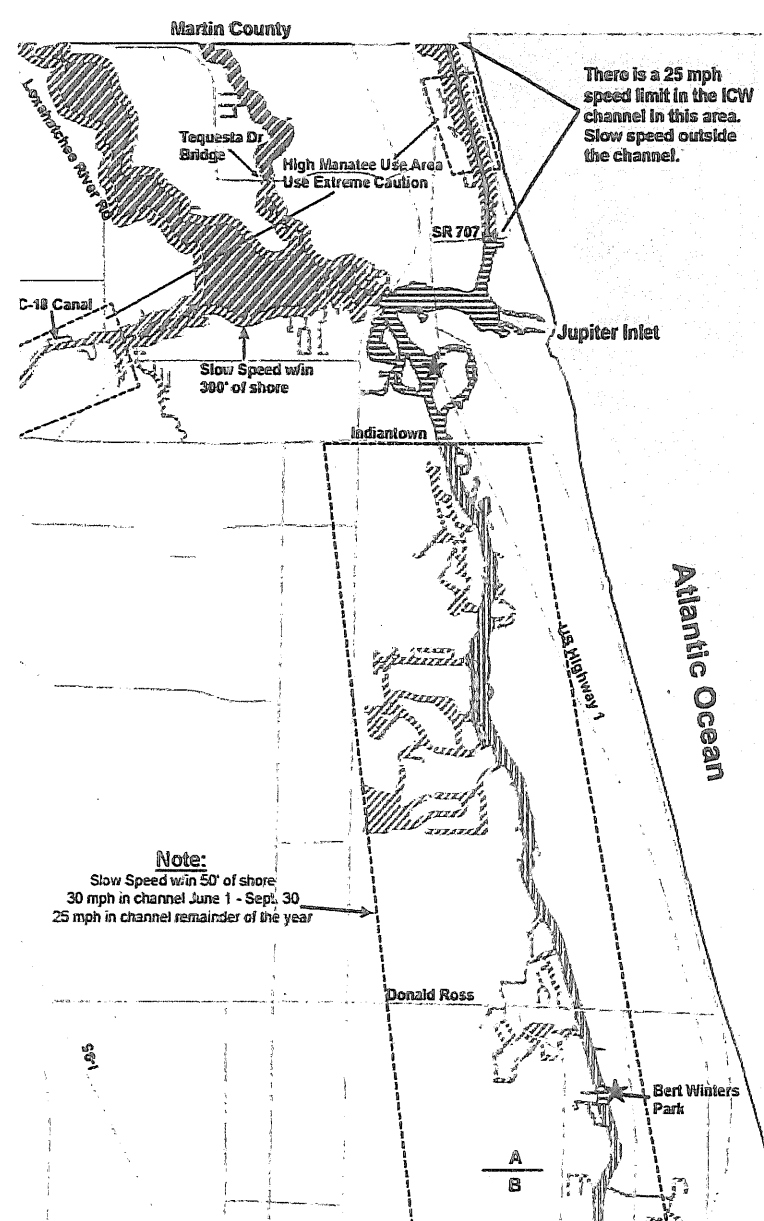 Martin County
There is a 25 mph
speed limit in the ICW
channel in this area.
Slow speed outside
the channel.
Loxahatchee River Rd
Tequesta Dr
Bridge
High Manatee Use Area
Use Extreme Caution
SR 707
C-18 Canal
Jupiter Inlet
Slow Speed w/in
300' of shore
Indiantown
Atlantic Ocean
US Highway 1
Note:
Slow Speed w/in 50' of shore
30 mph in channel June 1 - Sept. 30
25 mph in channel remainder of the year
Donald Ross
I-95
Bert Winters
Park
A
B